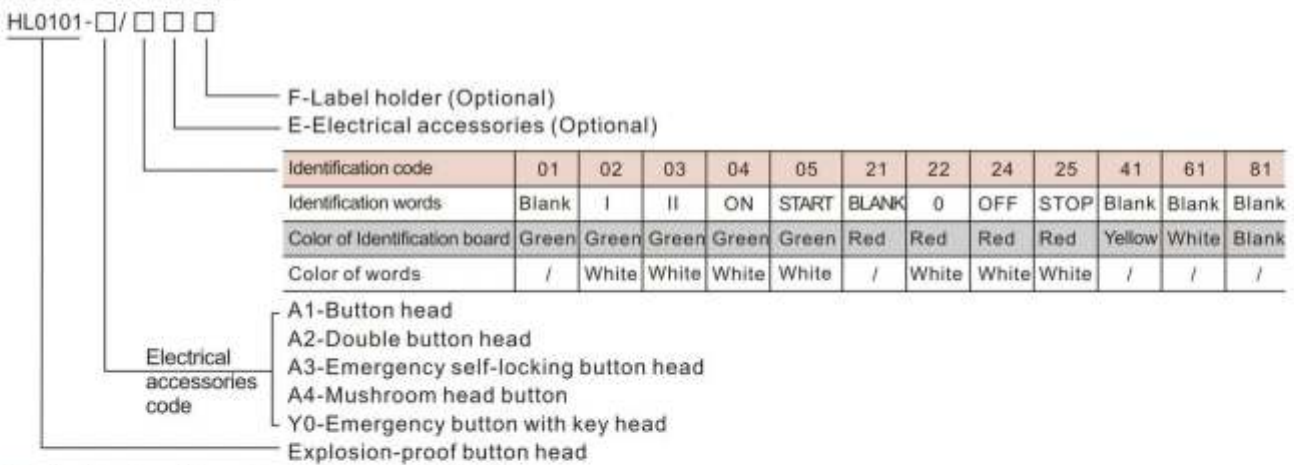 HL0101-□/□ □ □
F-Label holder (Optional)
E-Electrical accessories (Optional)
Identification code 01 02 03 04 05 21 22 24 25 41 61 81
Identification words Blank I II ON START BLANK 0 OFF STOP Blank Blank Blank
Color of Identification board Green Green Green Green Green Red Red Red Red Yellow White Blank
Color of words / White White White White / White White White / / /
A1-Button head
A2-Double button head
A3-Emergency self-locking button head
A4-Mushroom head button
Y0-Emergency button with key head
Electrical
accessories
code
Explosion-proof button head